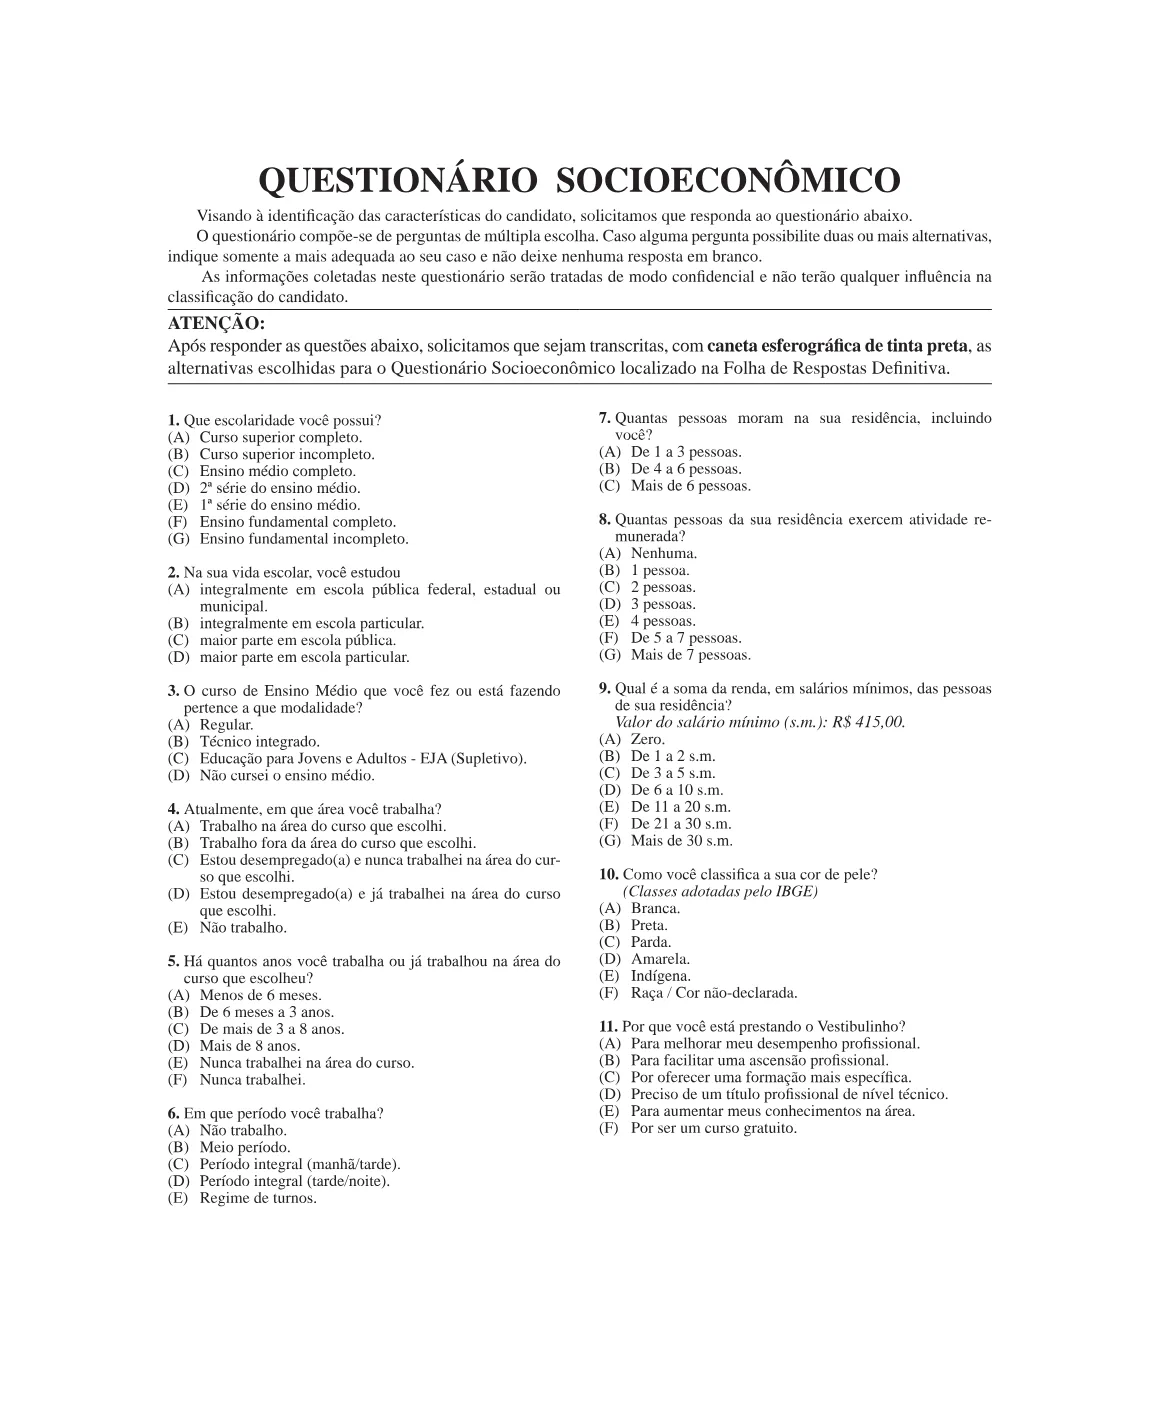 QUESTIONÁRIO SOCIOECONÔMICO
Visando à identificação das características do candidato, solicitamos que responda ao questionário abaixo.
O questionário compõe-se de perguntas de múltipla escolha. Caso alguma pergunta possibilite duas ou mais alternativas,
indique somente a mais adequada ao seu caso e não deixe nenhuma resposta em branco.
As informações coletadas neste questionário serão tratadas de modo confidencial e não terão qualquer influência na
classificação do candidato.
ATENÇÃO:
Após responder as questões abaixo, solicitamos que sejam transcritas, com caneta esferográfica de tinta preta, as
alternativas escolhidas para o Questionário Socioeconômico localizado na Folha de Respostas Definitiva.
1. Que escolaridade você possui?
(A) Curso superior completo.
(B) Curso superior incompleto.
(C) Ensino médio completo.
(D) 2ª série do ensino médio.
(E) 1ª série do ensino médio.
(F) Ensino fundamental completo.
(G) Ensino fundamental incompleto.
2. Na sua vida escolar, você estudou
(A) integralmente em escola pública federal, estadual ou
municipal.
(B) integralmente em escola particular.
(C) maior parte em escola pública.
(D) maior parte em escola particular.
3. O curso de Ensino Médio que você fez ou está fazendo
pertence a que modalidade?
(A) Regular.
(B) Técnico integrado.
(C) Educação para Jovens e Adultos - EJA (Supletivo).
(D) Não cursei o ensino médio.
4. Atualmente, em que área você trabalha?
(A) Trabalho na área do curso que escolhi.
(B) Trabalho fora da área do curso que escolhi.
(C) Estou desempregado(a) e nunca trabalhei na área do cur-
so que escolhi.
(D) Estou desempregado(a) e já trabalhei na área do curso
que escolhi.
(E) Não trabalho.
5. Há quantos anos você trabalha ou já trabalhou na área do
curso que escolheu?
(A) Menos de 6 meses.
(B) De 6 meses a 3 anos.
(C) De mais de 3 a 8 anos.
(D) Mais de 8 anos.
(E) Nunca trabalhei na área do curso.
(F) Nunca trabalhei.
6. Em que período você trabalha?
(A) Não trabalho.
(B) Meio período.
(C) Período integral (manhã/tarde).
(D) Período integral (tarde/noite).
(E) Regime de turnos.
7. Quantas pessoas moram na sua residência, incluindo
você?
(A) De 1 a 3 pessoas.
(B) De 4 a 6 pessoas.
(C) Mais de 6 pessoas.
8. Quantas pessoas da sua residência exercem atividade re-
munerada?
(A) Nenhuma.
(B) 1 pessoa.
(C) 2 pessoas.
(D) 3 pessoas.
(E) 4 pessoas.
(F) De 5 a 7 pessoas.
(G) Mais de 7 pessoas.
9. Qual é a soma da renda, em salários mínimos, das pessoas
de sua residência?
Valor do salário mínimo (s.m.): R$ 415,00.
(A) Zero.
(B) De 1 a 2 s.m.
(C) De 3 a 5 s.m.
(D) De 6 a 10 s.m.
(E) De 11 a 20 s.m.
(F) De 21 a 30 s.m.
(G) Mais de 30 s.m.
10. Como você classifica a sua cor de pele?
(Classes adotadas pelo IBGE)
(A) Branca.
(B) Preta.
(C) Parda.
(D) Amarela.
(E) Indígena.
(F) Raça / Cor não-declarada.
11. Por que você está prestando o Vestibulinho?
(A) Para melhorar meu desempenho profissional.
(B) Para facilitar uma ascensão profissional.
(C) Por oferecer uma formação mais específica.
(D) Preciso de um título profissional de nível técnico.
(E) Para aumentar meus conhecimentos na área.
(F) Por ser um curso gratuito.